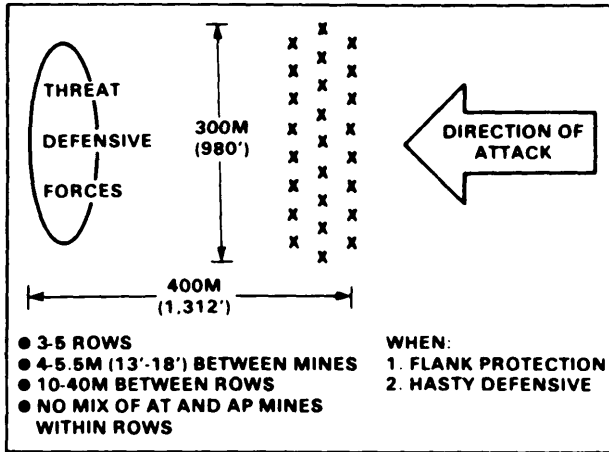 THREAT
DEFENSIVE
FORCES
300M
(980')
X X X X X X X X
X X X X X X X X X
X X X X X X X X
DIRECTION OF
ATTACK
400M
(1,312')
● 3-5 ROWS
● 4-5.5M (13'-18') BETWEEN MINES
● 10-40M BETWEEN ROWS
● NO MIX OF AT AND AP MINES
WITHIN ROWS
WHEN:
1. FLANK PROTECTION
2. HASTY DEFENSIVE